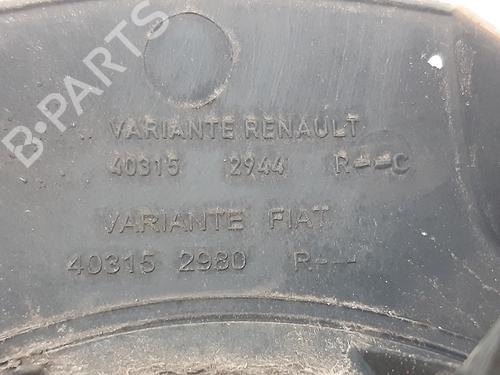 B-PARTS
VARIANTE RENAULT
40315 2944 R--C
VARIANTE FIAT
40315 2980 R---